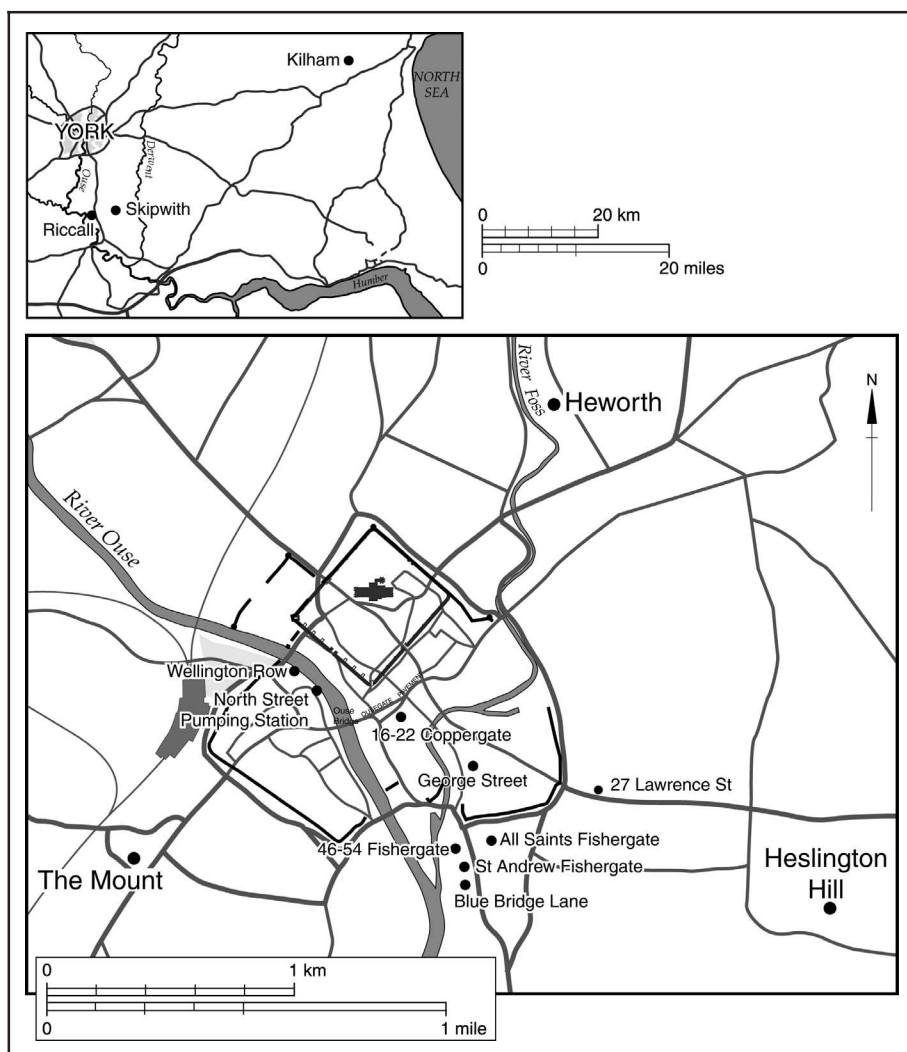 Kilham
NORTH
SEA
YORK
Derwent
Ouse
Skipwith
Riccall
Humber
0 20 km
0 20 miles
River Foss
Heworth
N
River Ouse
Wellington Row
North Street
Pumping Station
Ouse
Bridge
OUSEGATE
PAVEMENT
16-22 Coppergate
George Street
27 Lawrence St
46-54 Fishergate
All Saints Fishergate
St Andrew Fishergate
Blue Bridge Lane
The Mount
Heslington
Hill
0 1 km
0 1 mile